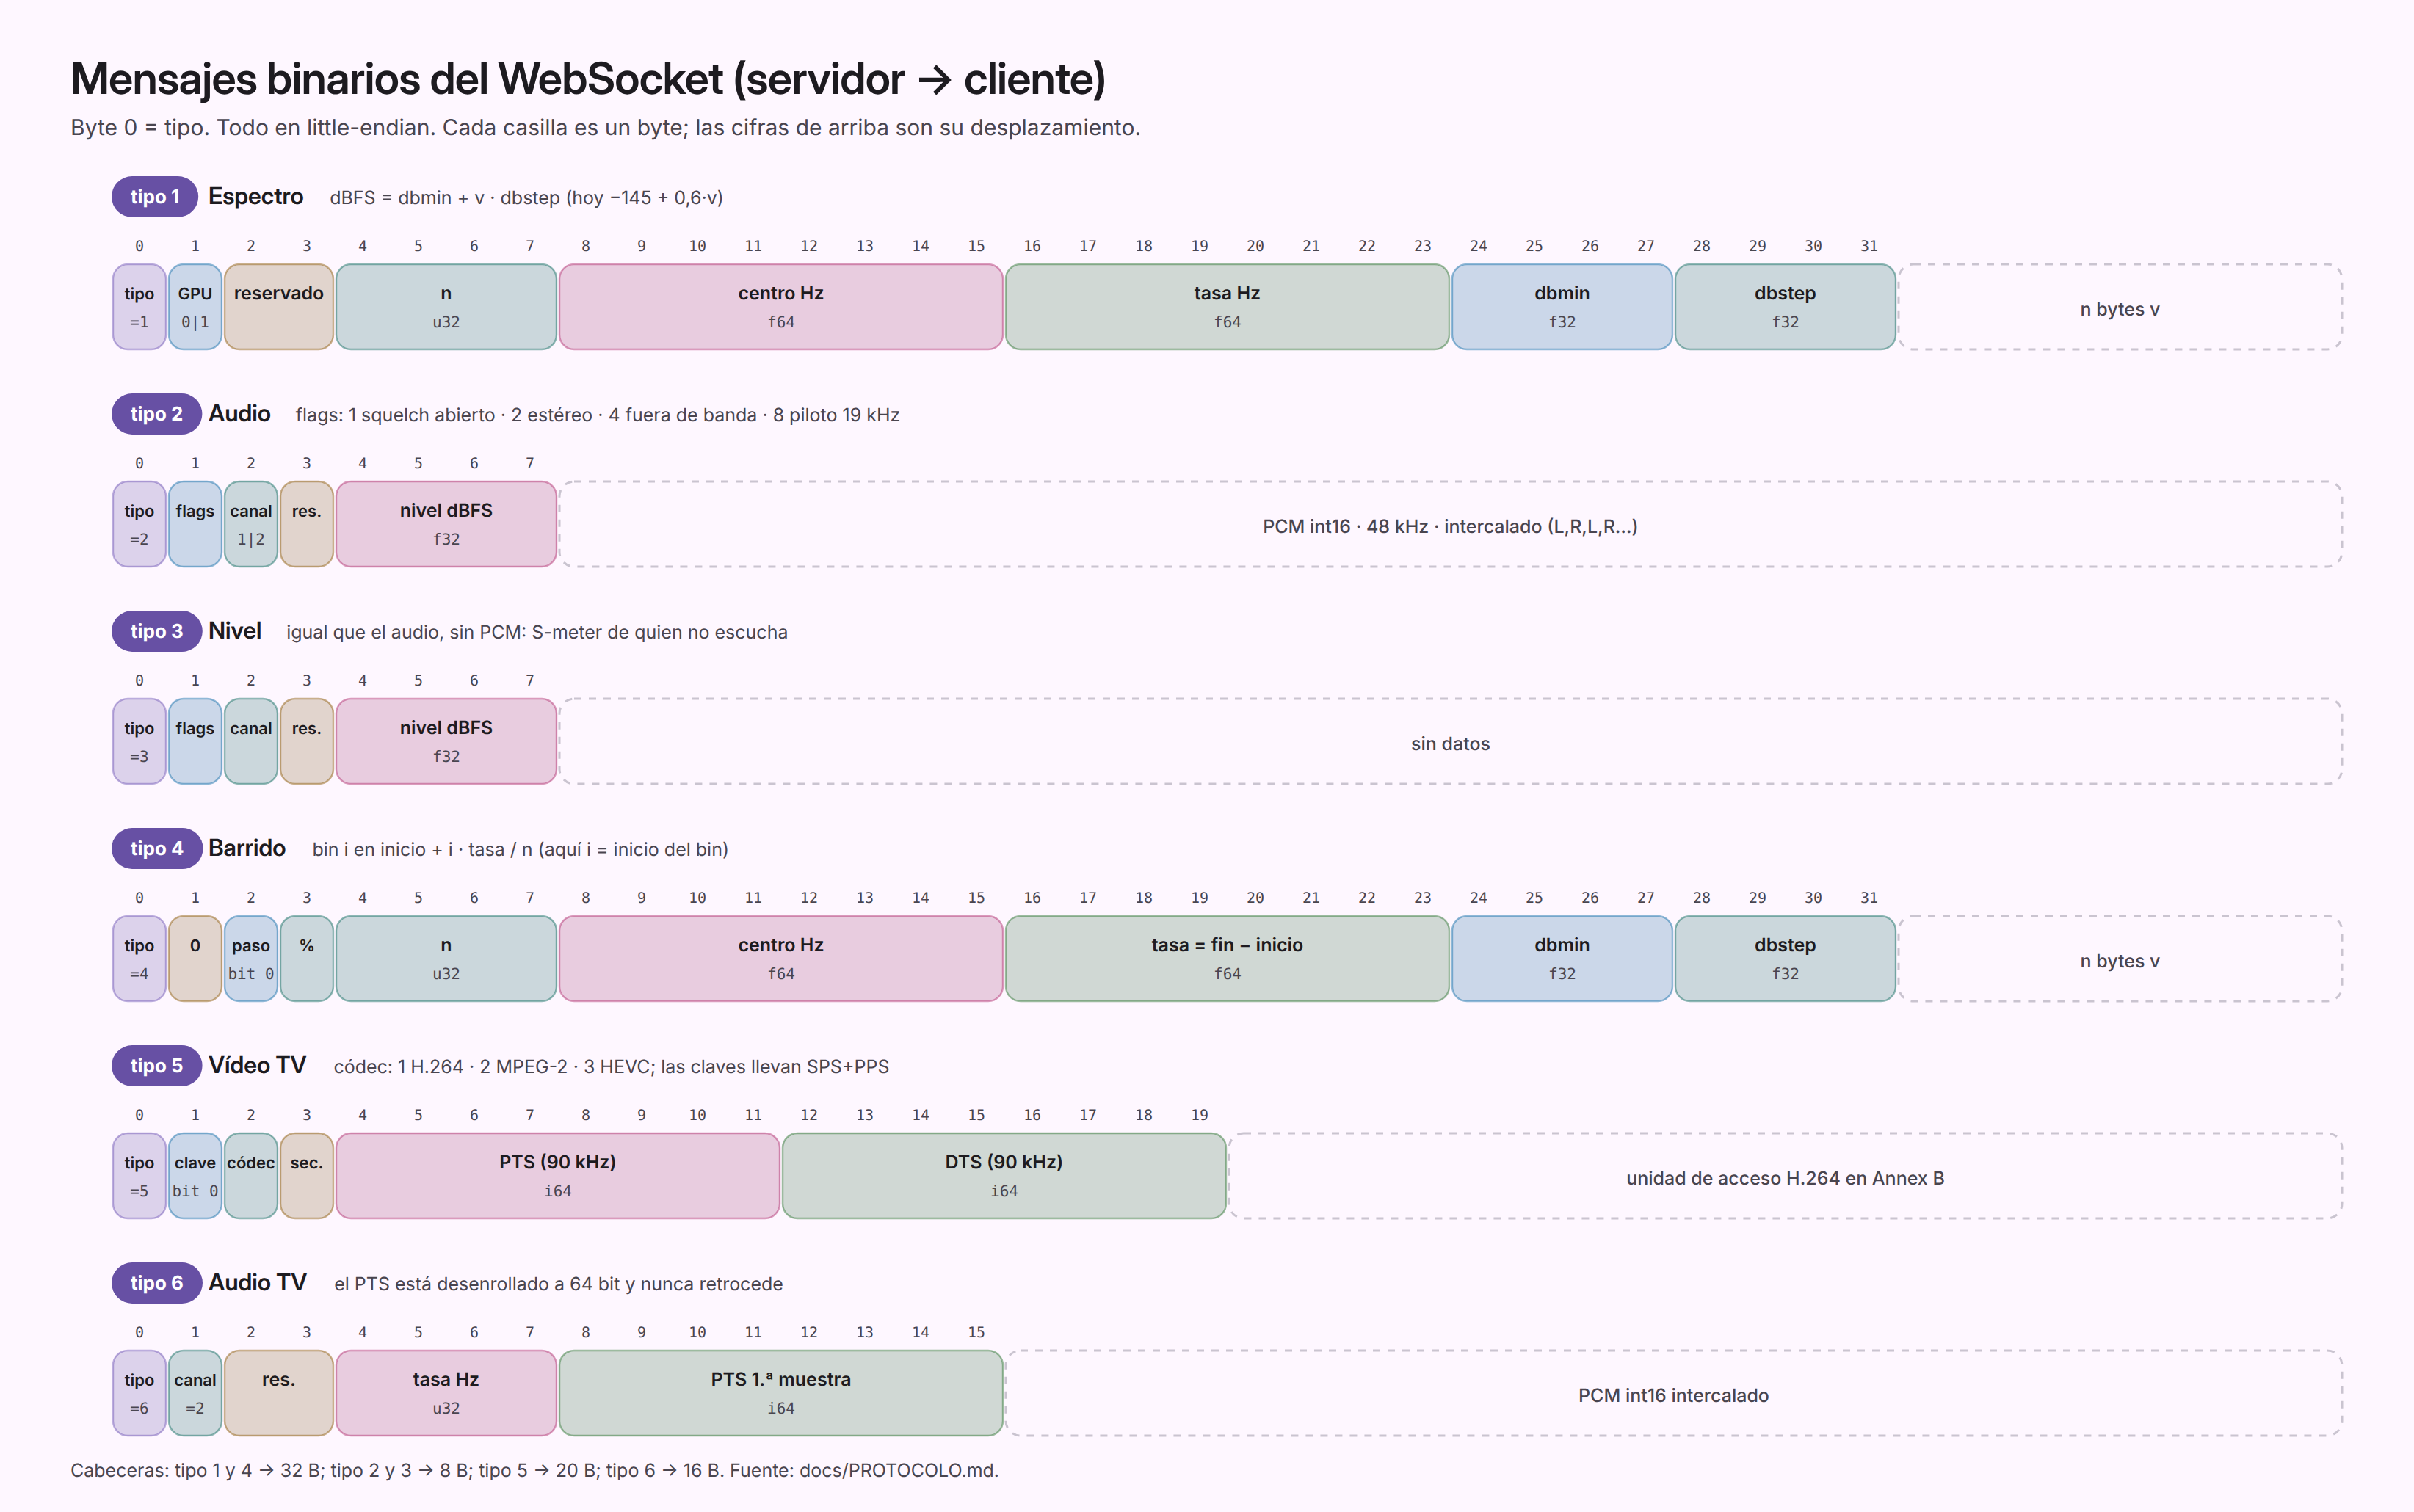 Mensajes binarios del WebSocket (servidor → cliente)
Byte 0 = tipo. Todo en little-endian. Cada casilla es un byte; las cifras de arriba son su desplazamiento.
tipo 1 Espectro dBFS = dbmin + v · dbstep (hoy −145 + 0,6·v)
0 1 2 3 4 5 6 7 8 9 10 11 12 13 14 15 16 17 18 19 20 21 22 23 24 25 26 27 28 29 30 31
tipo GPU reservado n centro Hz tasa Hz dbmin dbstep n bytes v
=1 0|1 u32 f64 f64 f32 f32
tipo 2 Audio flags: 1 squelch abierto · 2 estéreo · 4 fuera de banda · 8 piloto 19 kHz
0 1 2 3 4 5 6 7
tipo flags canal res. nivel dBFS PCM int16 · 48 kHz · intercalado (L,R,L,R...)
=2 1|2 f32
tipo 3 Nivel igual que el audio, sin PCM: S-meter de quien no escucha
0 1 2 3 4 5 6 7
tipo flags canal res. nivel dBFS sin datos
=3 f32
tipo 4 Barrido bin i en inicio + i · tasa / n (aquí i = inicio del bin)
0 1 2 3 4 5 6 7 8 9 10 11 12 13 14 15 16 17 18 19 20 21 22 23 24 25 26 27 28 29 30 31
tipo 0 paso % n centro Hz tasa = fin − inicio dbmin dbstep n bytes v
=4 bit 0 u32 f64 f64 f32 f32
tipo 5 Vídeo TV códec: 1 H.264 · 2 MPEG-2 · 3 HEVC; las claves llevan SPS+PPS
0 1 2 3 4 5 6 7 8 9 10 11 12 13 14 15 16 17 18 19
tipo clave códec sec. PTS (90 kHz) DTS (90 kHz) unidad de acceso H.264 en Annex B
=5 bit 0 i64 i64
tipo 6 Audio TV el PTS está desenrollado a 64 bit y nunca retrocede
0 1 2 3 4 5 6 7 8 9 10 11 12 13 14 15
tipo canal res. tasa Hz PTS 1.ª muestra PCM int16 intercalado
=6 =2 u32 i64
Cabeceras: tipo 1 y 4 → 32 B; tipo 2 y 3 → 8 B; tipo 5 → 20 B; tipo 6 → 16 B. Fuente: docs/PROTOCOLO.md.